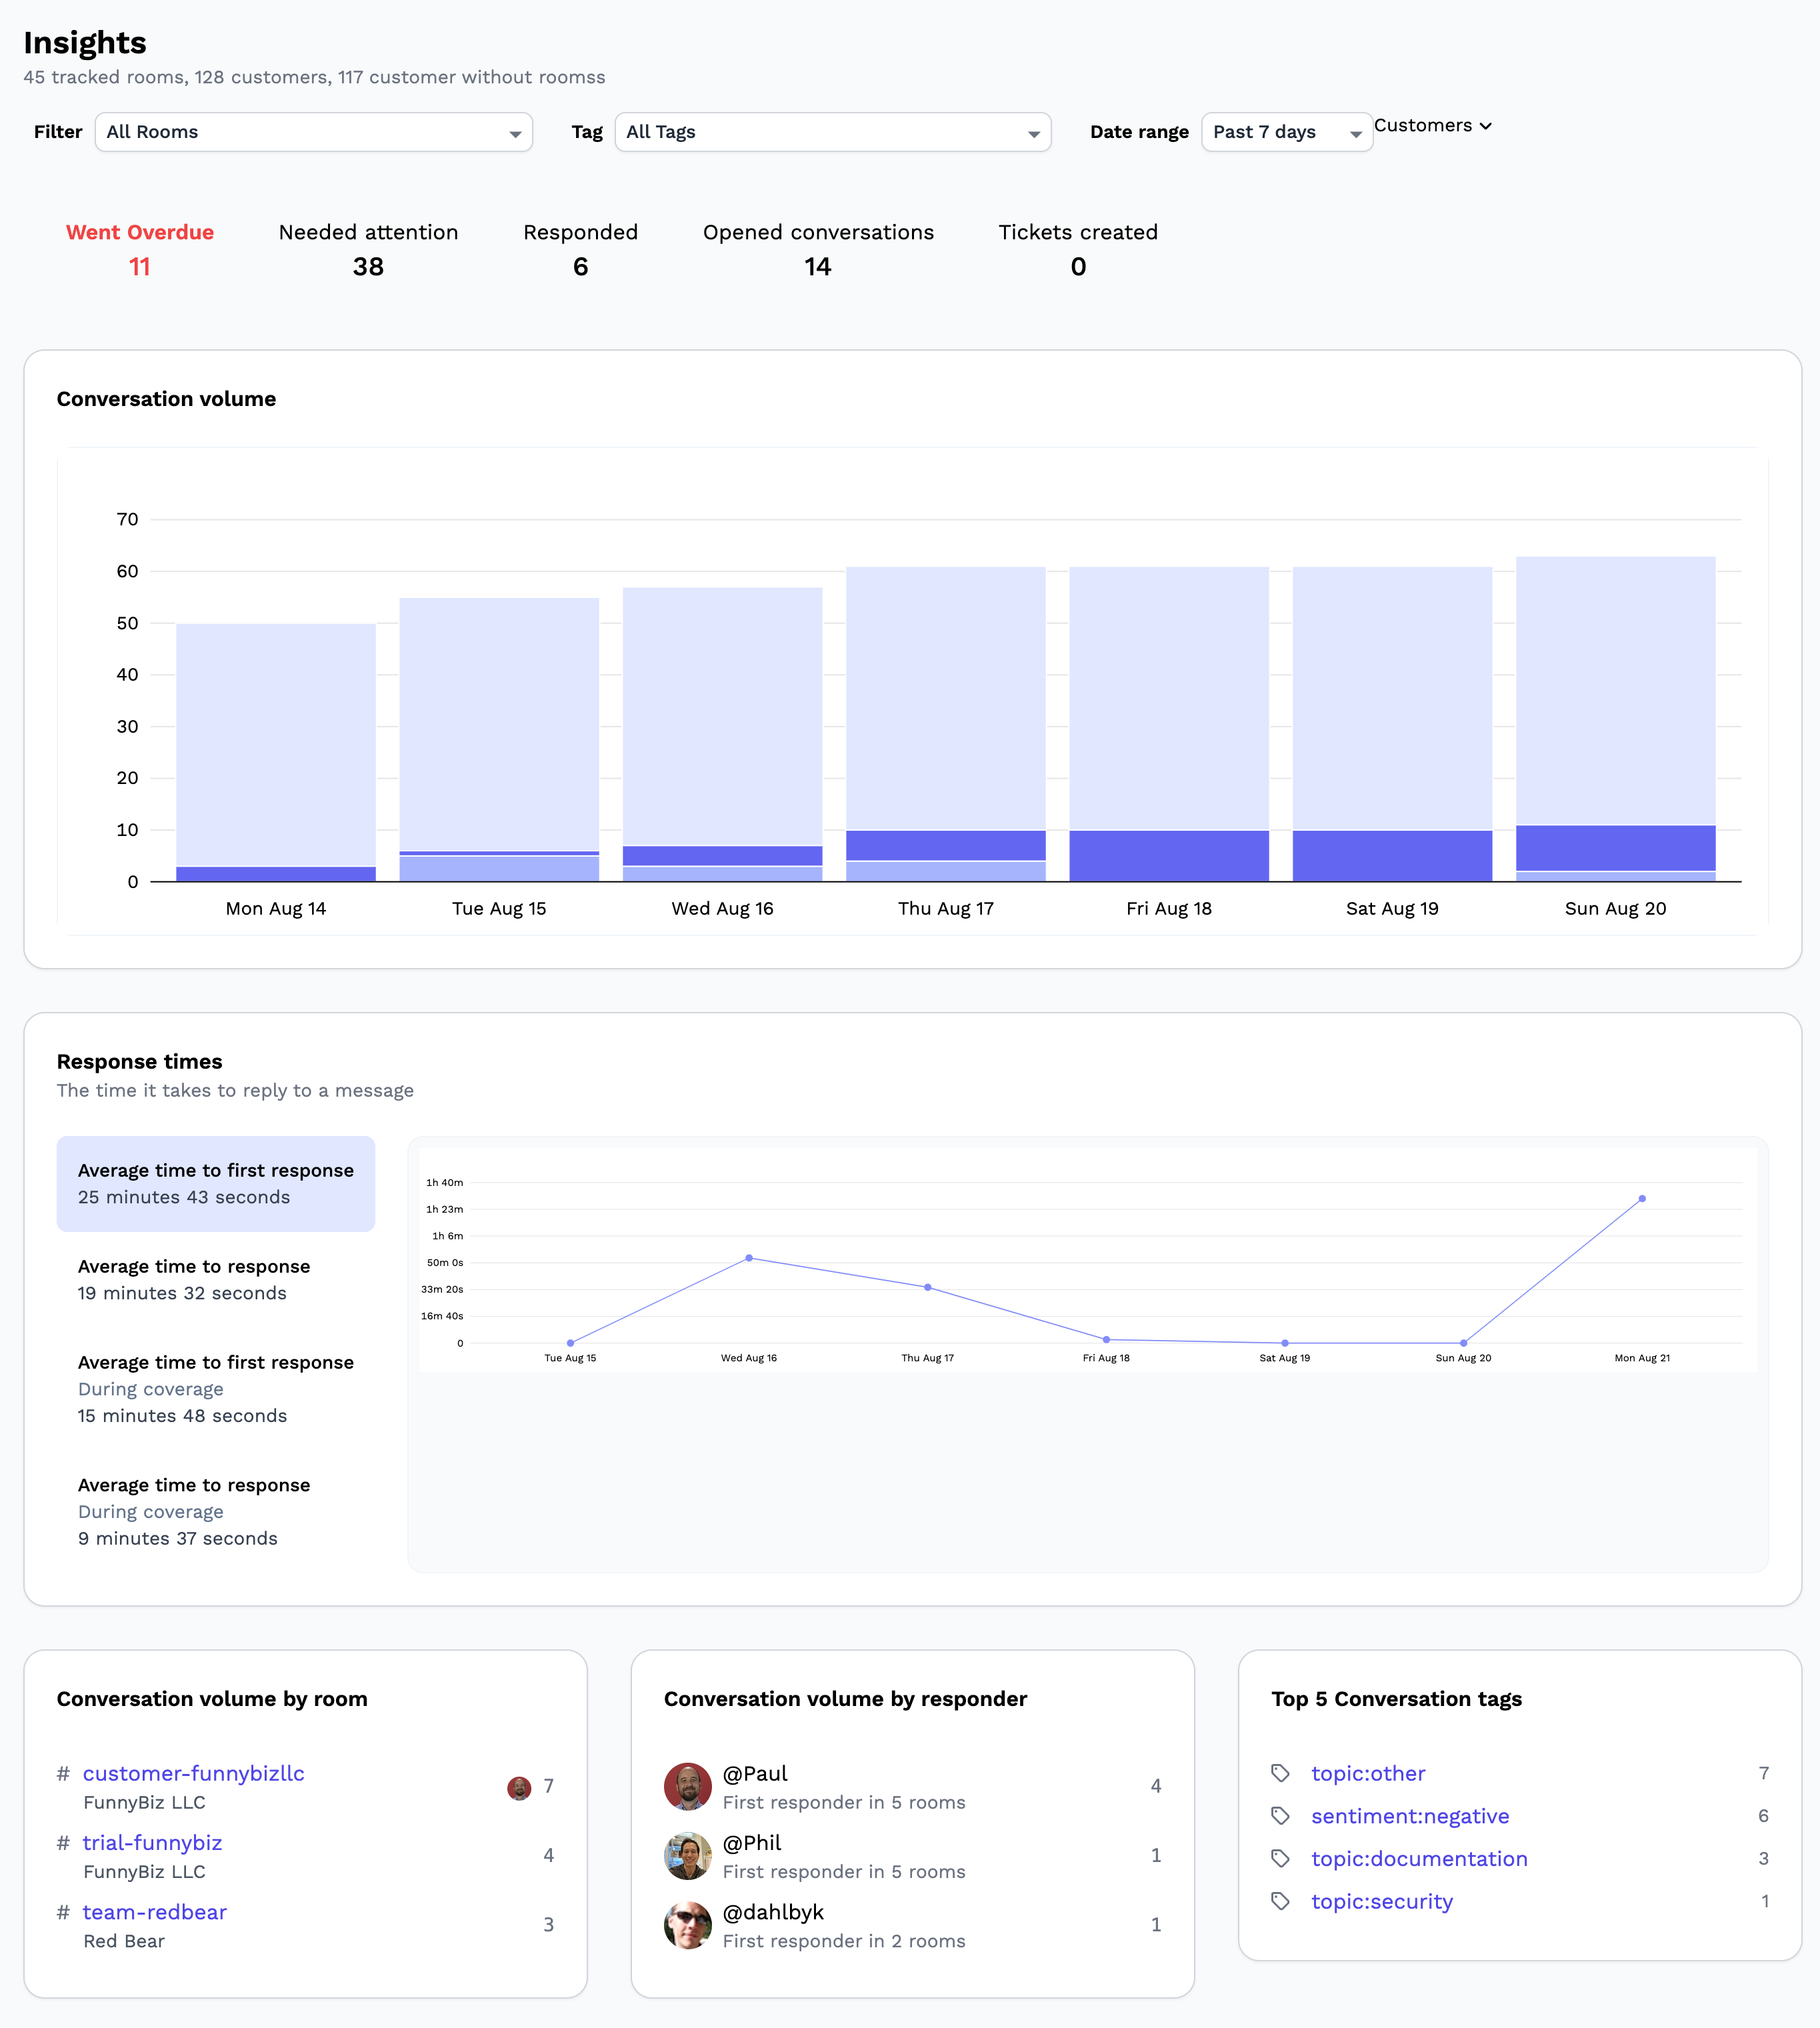 Insights
45 tracked rooms, 128 customers, 117 customer without roomss
Filter All Rooms Tag All Tags Date range Past 7 days Customers
Went Overdue Needed attention Responded Opened conversations Tickets created
11 38 6 14 0
Conversation volume
70
60
50
40
30
20
10
0
Mon Aug 14 Tue Aug 15 Wed Aug 16 Thu Aug 17 Fri Aug 18 Sat Aug 19 Sun Aug 20
Response times
The time it takes to reply to a message
Average time to first response
25 minutes 43 seconds
Average time to response
19 minutes 32 seconds
Average time to first response
During coverage
15 minutes 48 seconds
Average time to response
During coverage
9 minutes 37 seconds
1h 40m
1h 23m
1h 6m
50m 0s
33m 20s
16m 40s
0
Tue Aug 15 Wed Aug 16 Thu Aug 17 Fri Aug 18 Sat Aug 19 Sun Aug 20 Mon Aug 21
Conversation volume by room
# customer-funnybizllc 7
FunnyBiz LLC
# trial-funnybiz 4
FunnyBiz LLC
# team-redbear 3
Red Bear
Conversation volume by responder
@Paul 4
First responder in 5 rooms
@Phil 1
First responder in 5 rooms
@dahlbyk 1
First responder in 2 rooms
Top 5 Conversation tags
topic:other 7
sentiment:negative 6
topic:documentation 3
topic:security 1